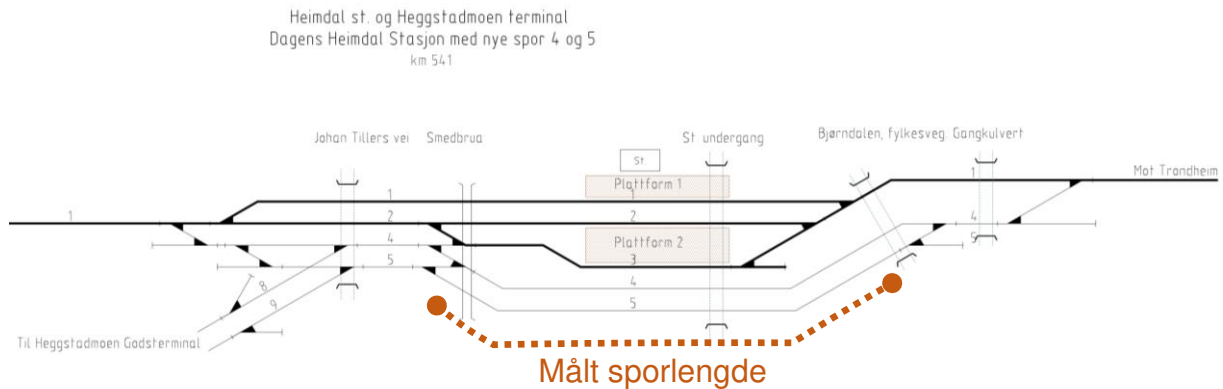 Heimdal st. og Heggstadmoen terminal
Dagens Heimdal Stasjon med nye spor 4 og 5
km 541
Johan Tillers vei
Smedbrua
St. undergang
Bjørndalen, fylkesveg. Gangkulvert
St.
Plattform 1
Mot Trondheim
1
1
1
1
2
2
4
4
5
5
Plattform 2
3
4
5
8
9
Til Heggstadmoen Godsterminal
Målt sporlengde